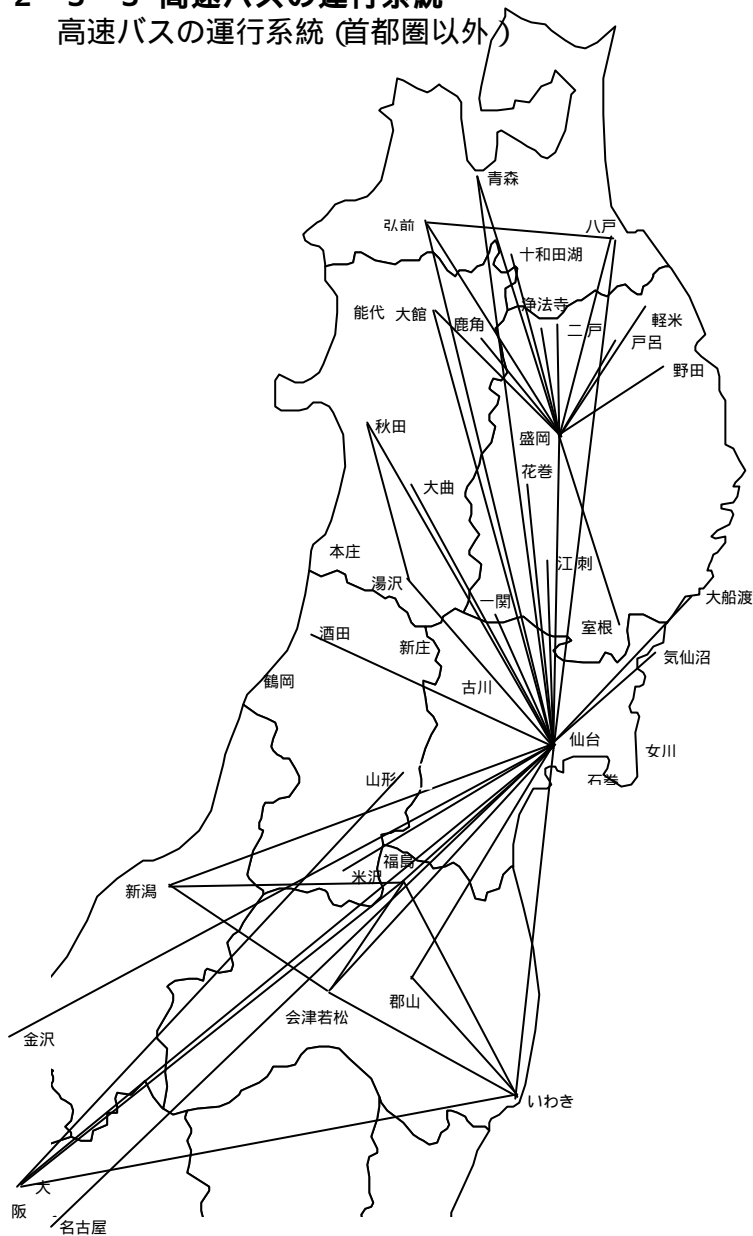 2-3-3 高速バスの運行系統
高速バスの運行系統(首都圏以外)
青森
弘前
八戸
十和田湖
浄法寺
能代
大館
鹿角
二戸
軽米
戸呂
野田
秋田
盛岡
花巻
大曲
本庄
江刺
湯沢
一関
大船渡
室根
酒田
新庄
気仙沼
鶴岡
古川
仙台
女川
山形
石巻
福島
米沢
新潟
郡山
会津若松
金沢
いわき
大
阪
名古屋